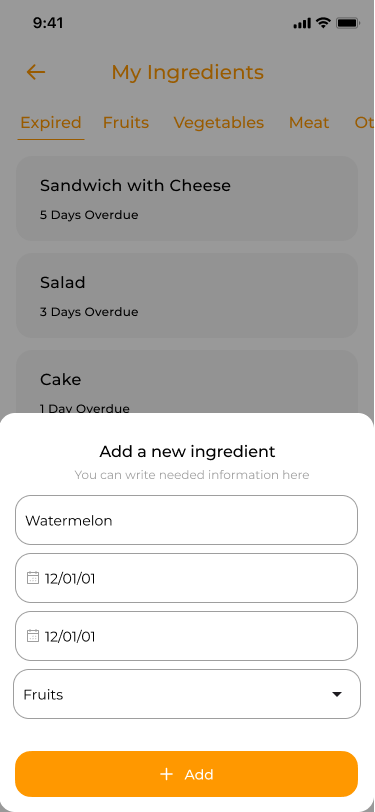 9:41
My Ingredients
Expired Fruits Vegetables Meat Ot
Sandwich with Cheese
5 Days Overdue
Salad
3 Days Overdue
Cake
1 Day Overdue
Add a new ingredient
You can write needed information here
Watermelon
12/01/01
12/01/01
Fruits
+ Add